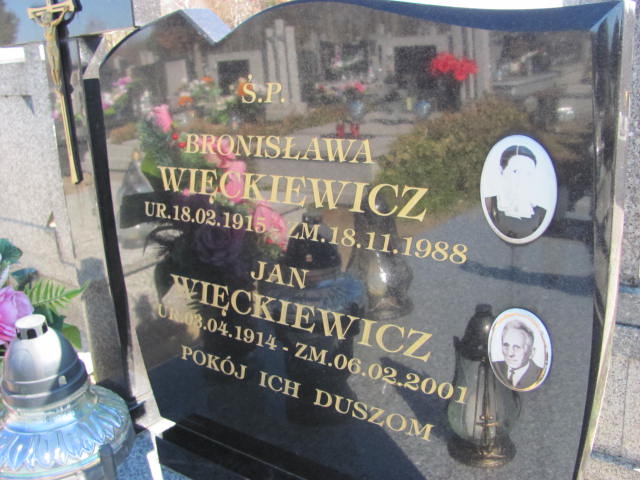 Ś.P.
BRONISŁAWA
WIĘCKIEWICZ
UR.18.02.1915 - ZM.18.11.1988
JAN
WIĘCKIEWICZ
UR.03.04.1914 - ZM.06.02.2001
POKÓJ ICH DUSZOM